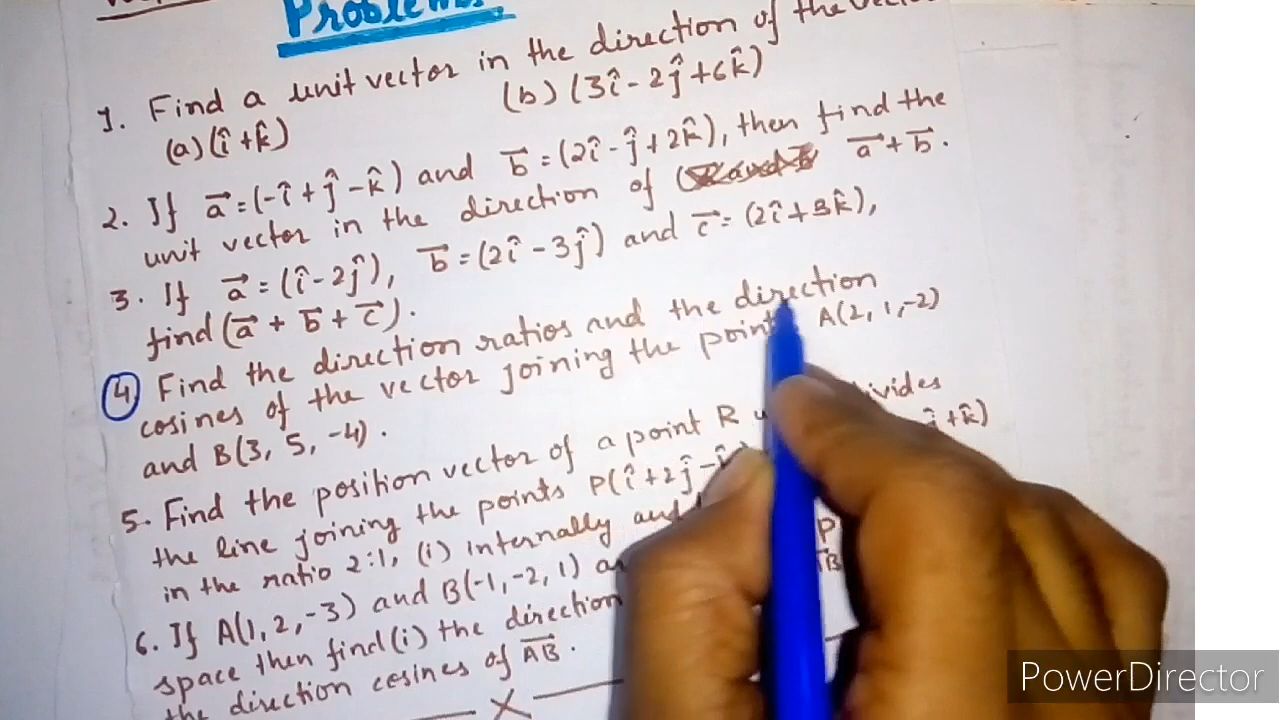 Problems
1. Find a unit vector in the direction of the
(a) (î + k̂) (b) (3î - 2ĵ + 6k̂)
2. If a⃗ = (-î + ĵ - k̂) and b⃗ = (2î - ĵ + 2k̂), then find the
unit vector in the direction of a⃗ + b⃗.
3. If a⃗ = (î - 2ĵ), b⃗ = (2î - 3ĵ) and c⃗ = (2î + 3k̂),
find (a⃗ + b⃗ + c⃗).
4. Find the direction ratios and the direction
cosines of the vector joining the point A(2, 1, -2)
and B(3, 5, -4).
5. Find the position vector of a point R
the line joining the points P(î + 2ĵ - + k̂)
in the ratio 2:1, (i) internally
6. If A(1, 2, -3) and B(-1, -2, 1)
space then find (i) the direction
the direction cesines of A⃗B⃗.
X
PowerDirector